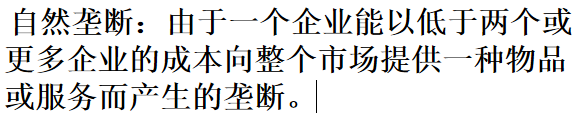 自然垄断：由于一个企业能以低于两个或
更多企业的成本向整个市场提供一种物品
或服务而产生的垄断。